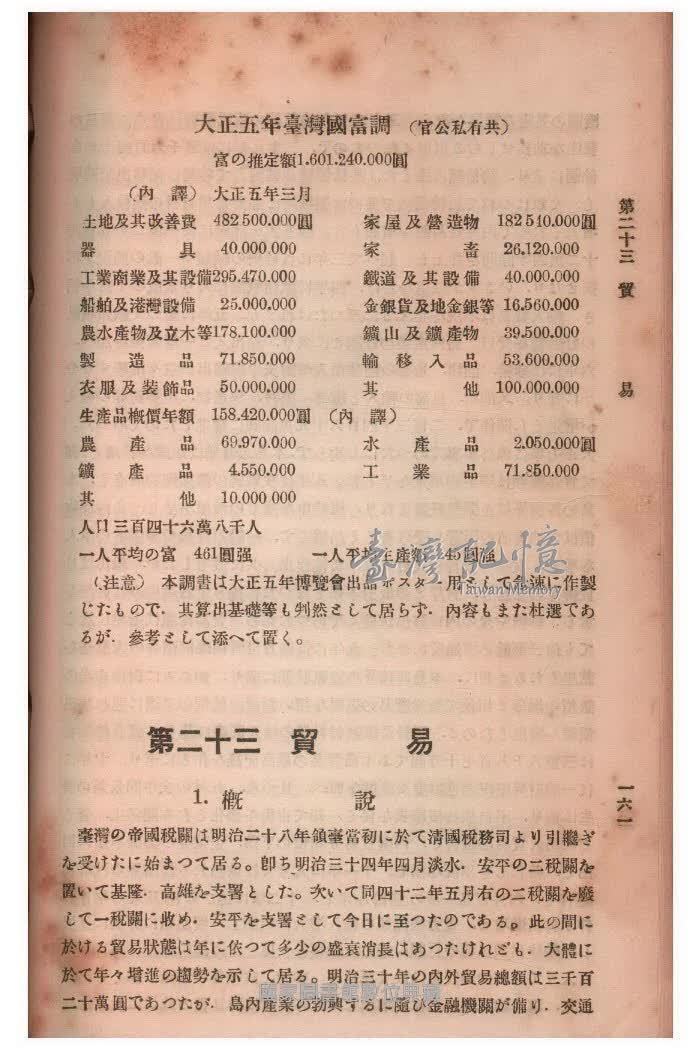 大正五年臺灣國富調 (官公私有共)
富の推定額1.601.240.000圓
(內 譯) 大正五年三月
土地及其改善費 482 500.000圓 家屋及營造物 182 510.000圓
器 具 40.000.000 家 畜 26.120.000
工業商業及其設備295.470.000 鐵道及其設備 40.000.000
船舶及港灣設備 25.000.000 金銀貨及地金銀等 16.560.000
農水產物及立木等178.100.000 鑛山及鑛產物 39.500.000
製造品 71.850.000 輸移入品 53.600.000
衣服及裝飾品 50.000.000 其 他 100.000.000
生產品槪價年額 158.420.000圓 (內 譯)
農產品 69.970.000 水產品 2.050.000圓
鑛產品 4.550.000 工業品 71.850.000
其 他 10.000 000
人口三百四十六萬八千人
一人平均の富 461圓强 一人平均生產額 45圓强
(注意) 本調書は大正五年博覽會出品ポスター用として急速に作製
じたもので．其算出基礎等も判然として居らず．內容もまた杜選であ
るが．參考として添へて置く。
第二十三 貿 易
1. 槪 說
臺灣の帝國稅關は明治二十八年領臺當初に於て淸國稅務司より引繼ぎ
を受けたに始まつて居る。卽ち明治三十四年四月淡水．安平の二稅關を
置いて基隆．高雄を支署とした。次いて同四十二年五月右の二稅關を廢
して一稅關に收め．安平を支署として今日に至つたのである。此の間に
於ける貿易狀態は年に依つて多少の盛衰消長はあつたけれども．大體に
於て年々增進の趨勢を示して居る。明治三十年の內外貿易總額は三千百
二十萬圓であつたが．島內產業の勃興するに隨ひ金融機關が備り．交通
第二十三 貿 易
一六一
臺灣記憶
Taiwan Memory